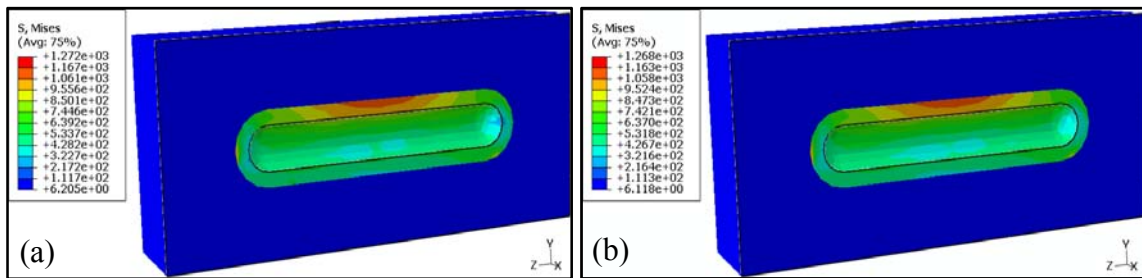 S, Mises
(Avg: 75%)
+1.272e+03
+1.167e+03
+1.061e+03
+9.556e+02
+8.501e+02
+7.446e+02
+6.392e+02
+5.337e+02
+4.282e+02
+3.227e+02
+2.172e+02
+1.117e+02
+6.205e+00
(a)
Y
Z X
S, Mises
(Avg: 75%)
+1.268e+03
+1.163e+03
+1.058e+03
+9.524e+02
+8.473e+02
+7.421e+02
+6.370e+02
+5.318e+02
+4.267e+02
+3.216e+02
+2.164e+02
+1.113e+02
+6.118e+00
(b)
Y
Z X